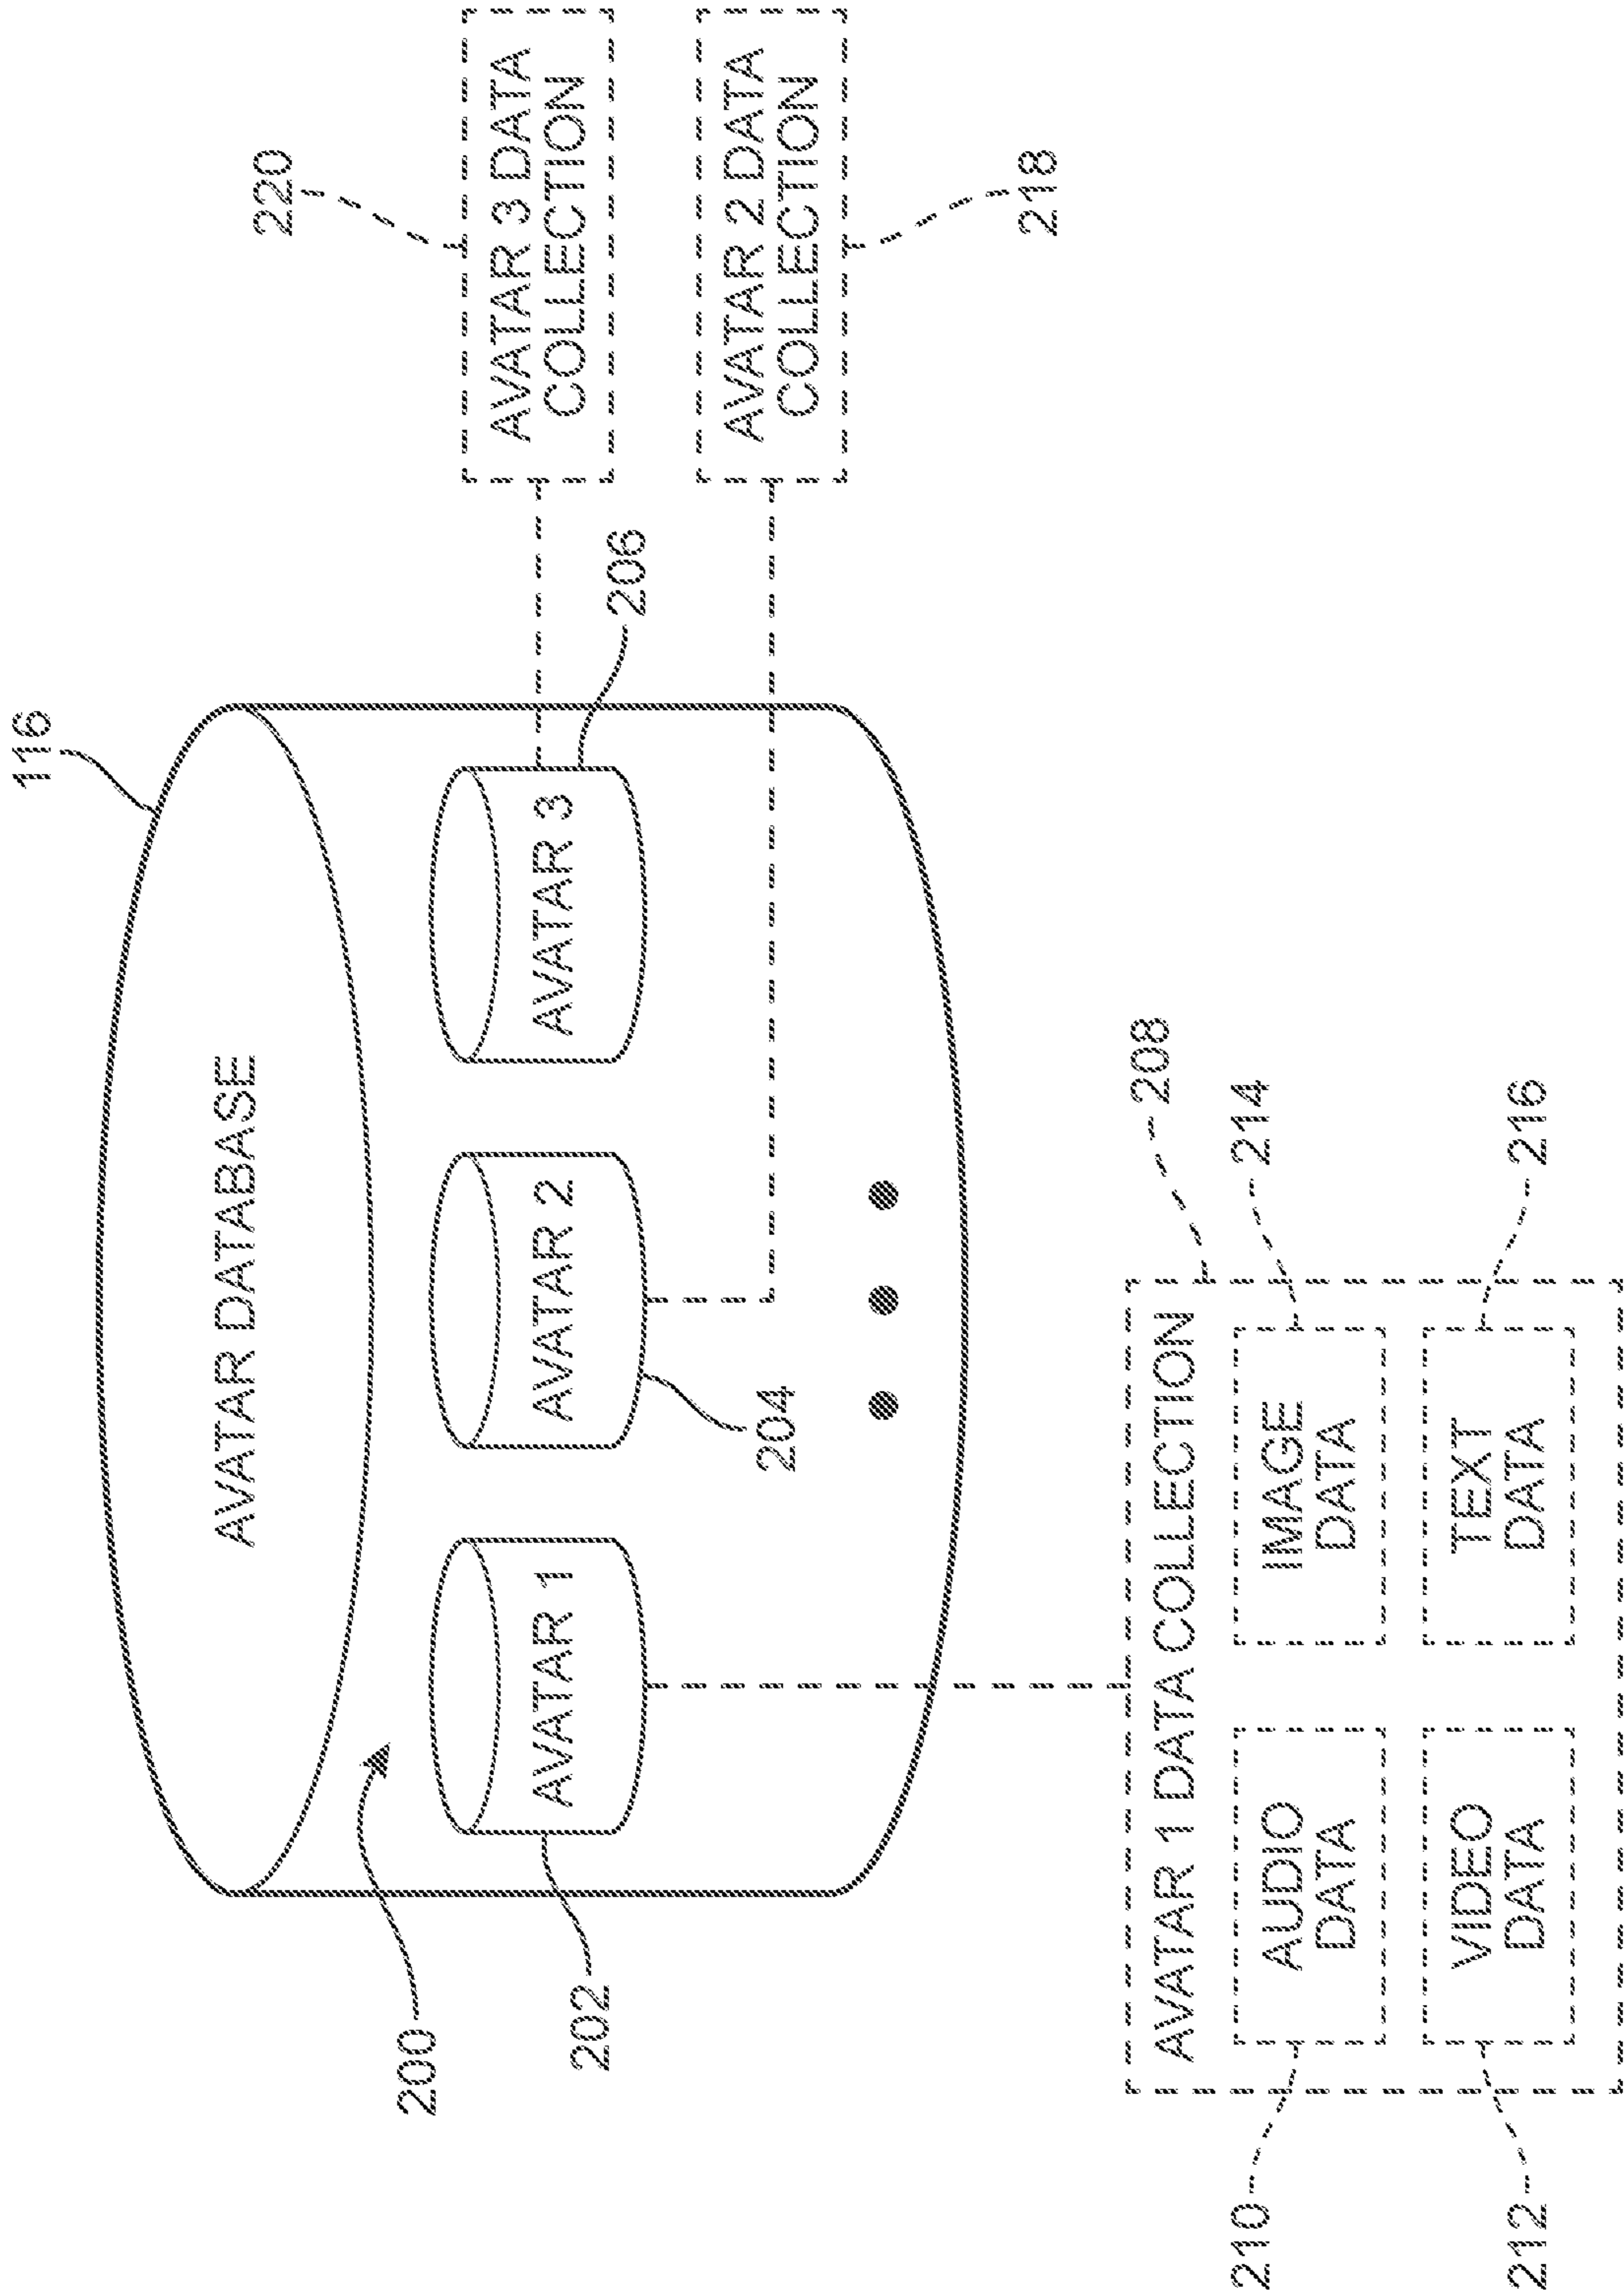 116
AVATAR DATABASE
200
202
AVATAR 1
AVATAR 2
204
AVATAR 3
206
220
AVATAR 3 DATA
COLLECTION
AVATAR 2 DATA
COLLECTION
218
AVATAR 1 DATA COLLECTION
208
210
AUDIO
DATA
IMAGE
DATA
214
212
VIDEO
DATA
TEXT
DATA
216